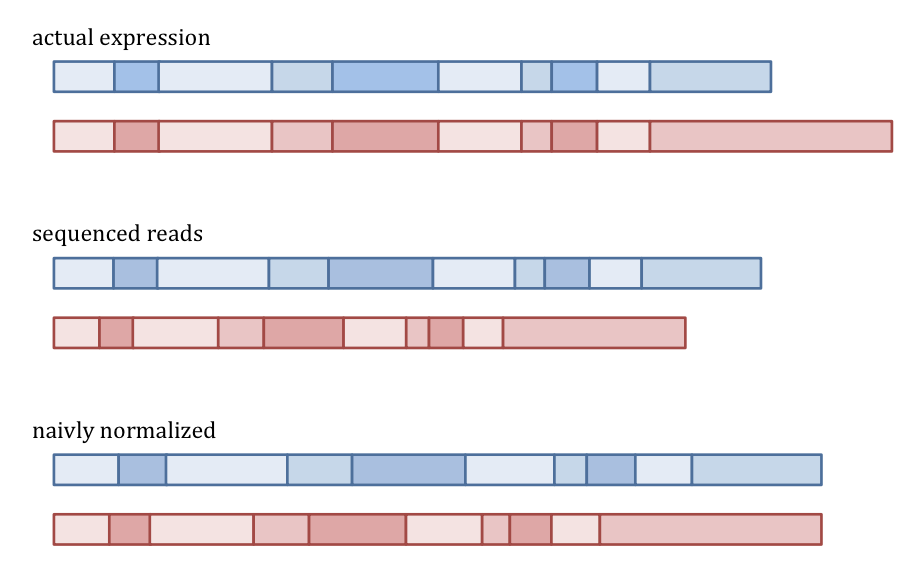 actual expression
sequenced reads
naivly normalized